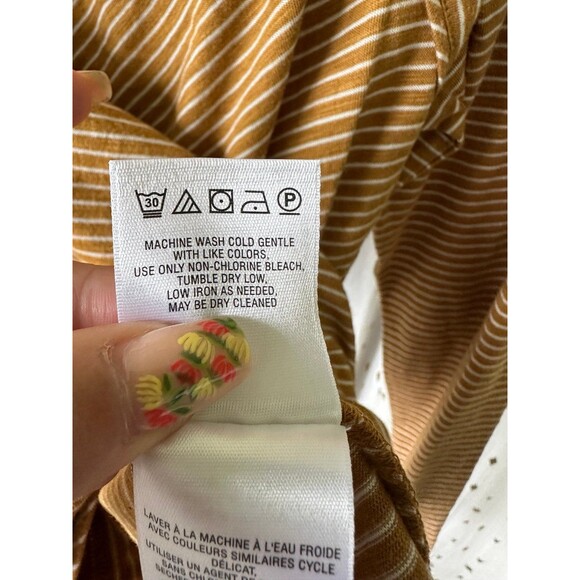 30 P
MACHINE WASH COLD GENTLE
WITH LIKE COLORS,
USE ONLY NON-CHLORINE BLEACH,
TUMBLE DRY LOW,
LOW IRON AS NEEDED,
MAY BE DRY CLEANED
LAVER À LA MACHINE À L'EAU FROIDE
AVEC COULEURS SIMILAIRES CYCLE
DÉLICAT,
UTILISER UN AGENT DE
SANS